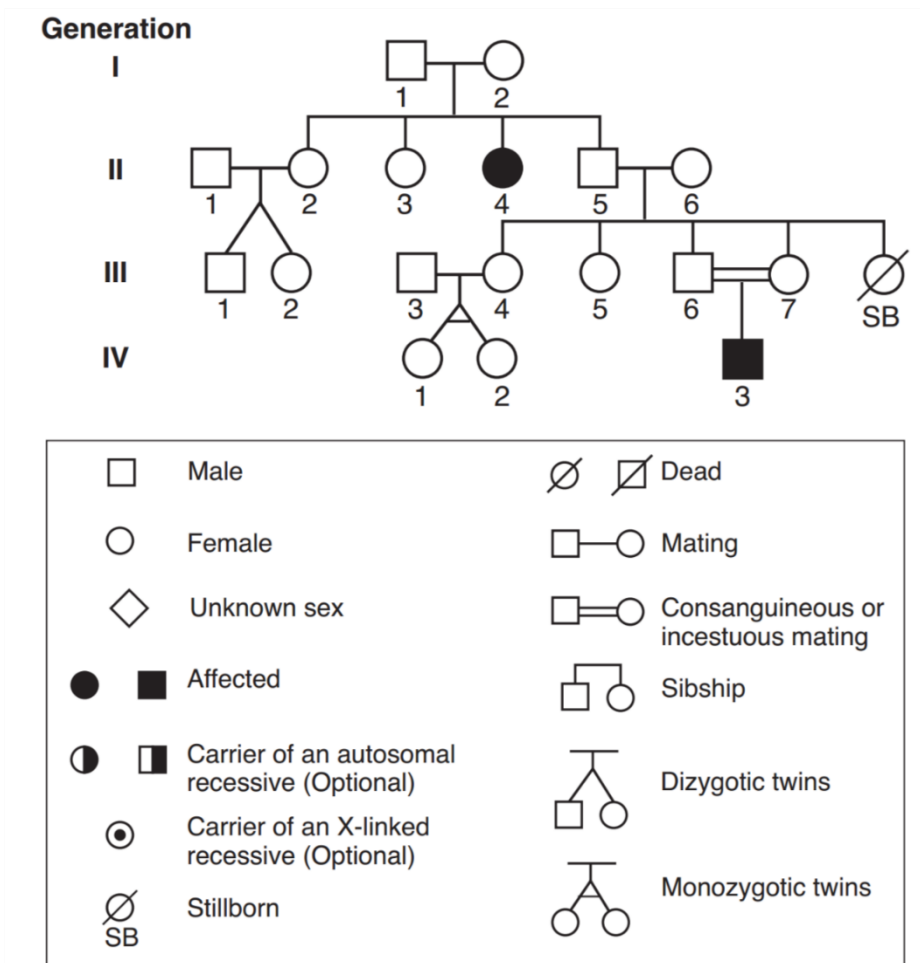 Generation
I
1 2
II
1 2 3 4 5 6
III
1 2 3 4 5 6 7 SB
IV
1 2 3
Male
Female
Unknown sex
Affected
Carrier of an autosomal
recessive (Optional)
Carrier of an X-linked
recessive (Optional)
Stillborn
SB
Dead
Mating
Consanguineous or
incestuous mating
Sibship
Dizygotic twins
Monozygotic twins